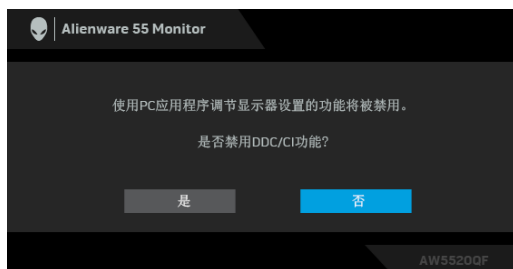 Alienware 55 Monitor
使用PC应用程序调节显示器设置的功能将被禁用。
是否禁用DDC/CI功能?
是 否
AW5520QF